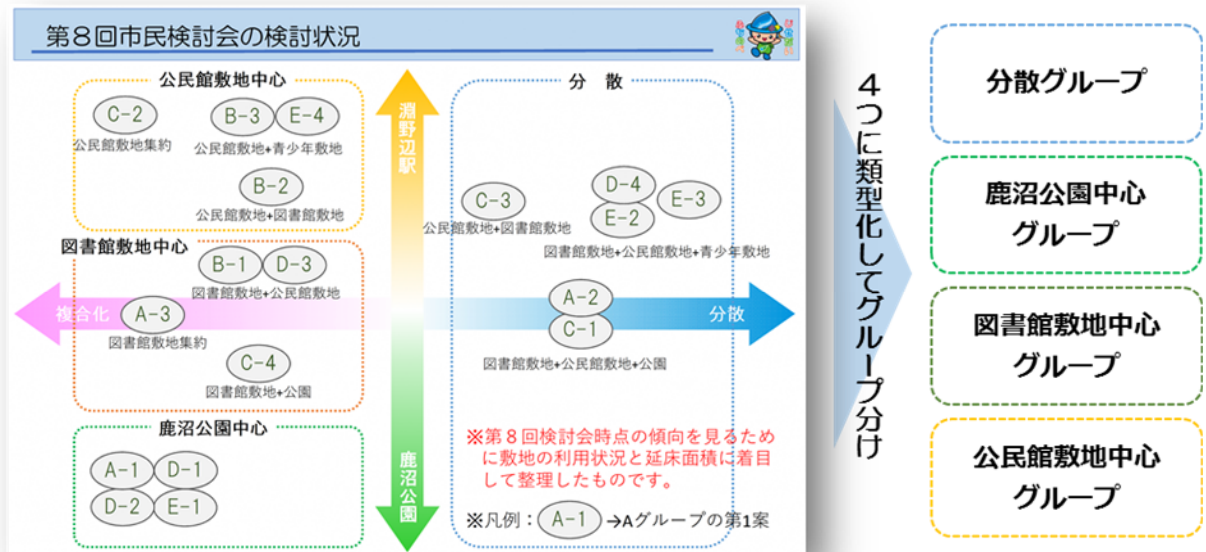 第８回市民検討会の検討状況
公民館敷地中心
C-2
公民館敷地集約
B-3
E-4
公民館敷地+青少年敷地
B-2
公民館敷地+図書館敷地
図書館敷地中心
B-1
D-3
図書館敷地+公民館敷地
A-3
図書館敷地集約
C-4
図書館敷地+公園
鹿沼公園中心
A-1
D-1
D-2
E-1
淵野辺駅
鹿沼公園
複合化
分散
分 散
C-3
公民館敷地+図書館敷地
D-4
E-2
E-3
図書館敷地+公民館敷地+青少年敷地
A-2
C-1
図書館敷地+公民館敷地+公園
※第８回検討会時点の傾向を見るため
に敷地の利用状況と延床面積に着目
して整理したものです。
※凡例：A-1→Aグループの第1案
４つに類型化してグループ分け
分散グループ
鹿沼公園中心
グループ
図書館敷地中心
グループ
公民館敷地中心
グループ